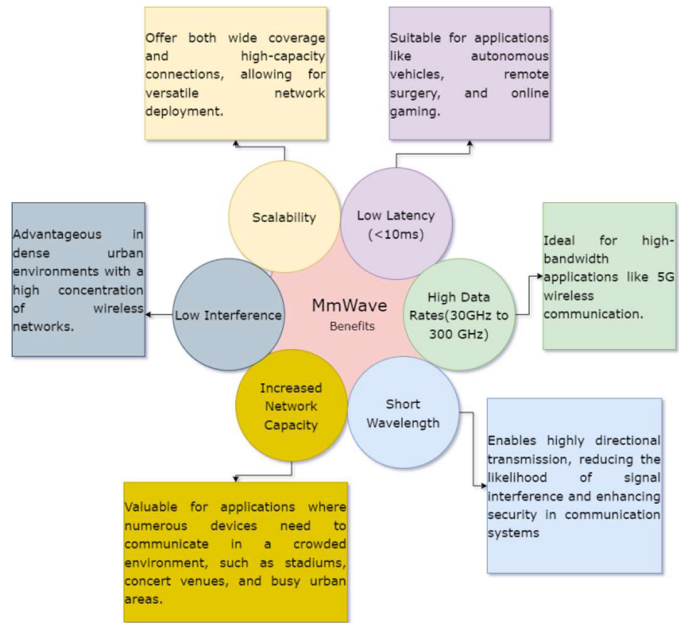 Offer both wide coverage
and high-capacity
connections, allowing for
versatile network
deployment.
Suitable for applications
like autonomous
vehicles, remote
surgery, and online
gaming.
Scalability
Low Latency
(<10ms)
Advantageous in
dense urban
environments with a
high concentration
of wireless
networks.
Low Interference
MmWave
Benefits
High Data
Rates(30GHz to
300 GHz)
Ideal for high-
bandwidth
applications like 5G
wireless
communication.
Increased
Network
Capacity
Short
Wavelength
Enables highly directional
transmission, reducing the
likelihood of signal
interference and enhancing
security in communication
systems
Valuable for applications where
numerous devices need to
communicate in a crowded
environment, such as stadiums,
concert venues, and busy urban
areas.